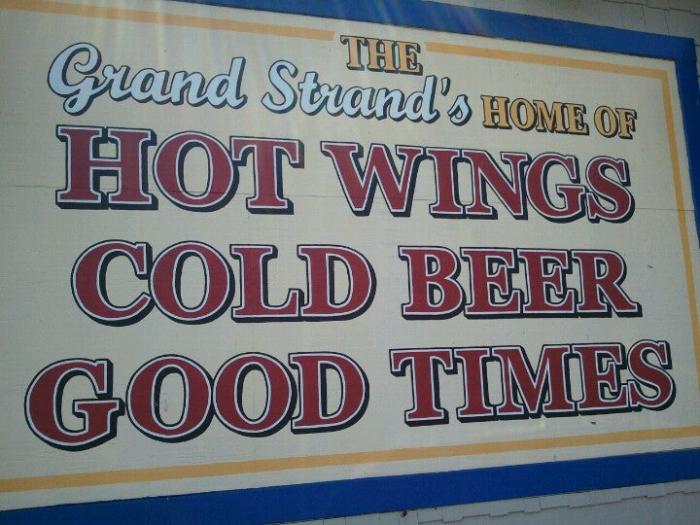 THE
Grand Strand's HOME OF
HOT WINGS
COLD BEER
GOOD TIMES